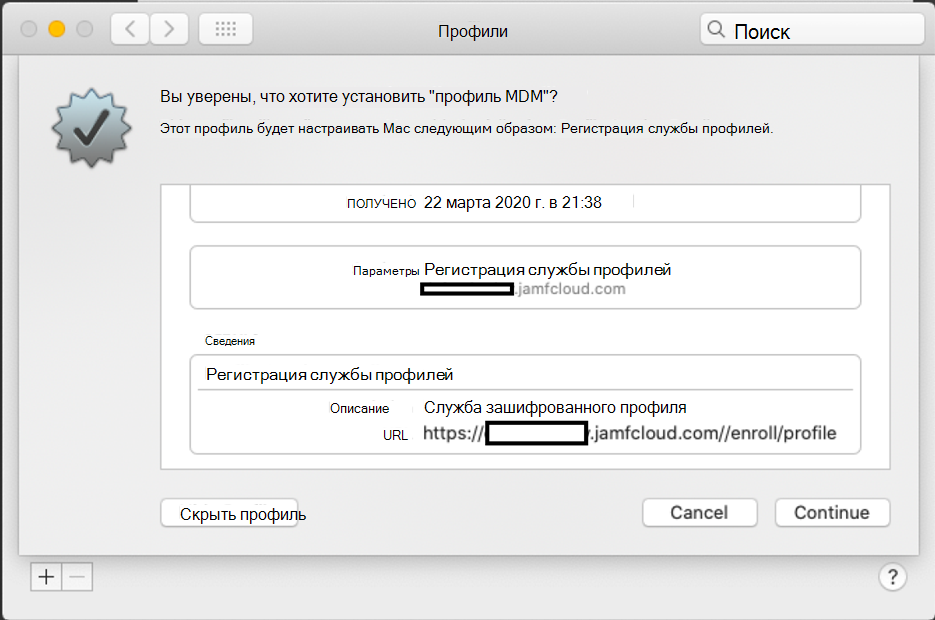 Профили
Поиск
Вы уверены, что хотите установить "профиль MDM"?
Этот профиль будет настраивать Mac следующим образом: Регистрация службы профилей.
ПОЛУЧЕНО 22 марта 2020 г. в 21:38
Параметры Регистрация службы профилей
.jamfcloud.com
Сведения
Регистрация службы профилей
Описание Служба зашифрованного профиля
URL https:// .jamfcloud.com//enroll/profile
Скрыть профиль
Cancel
Continue
+ −
?